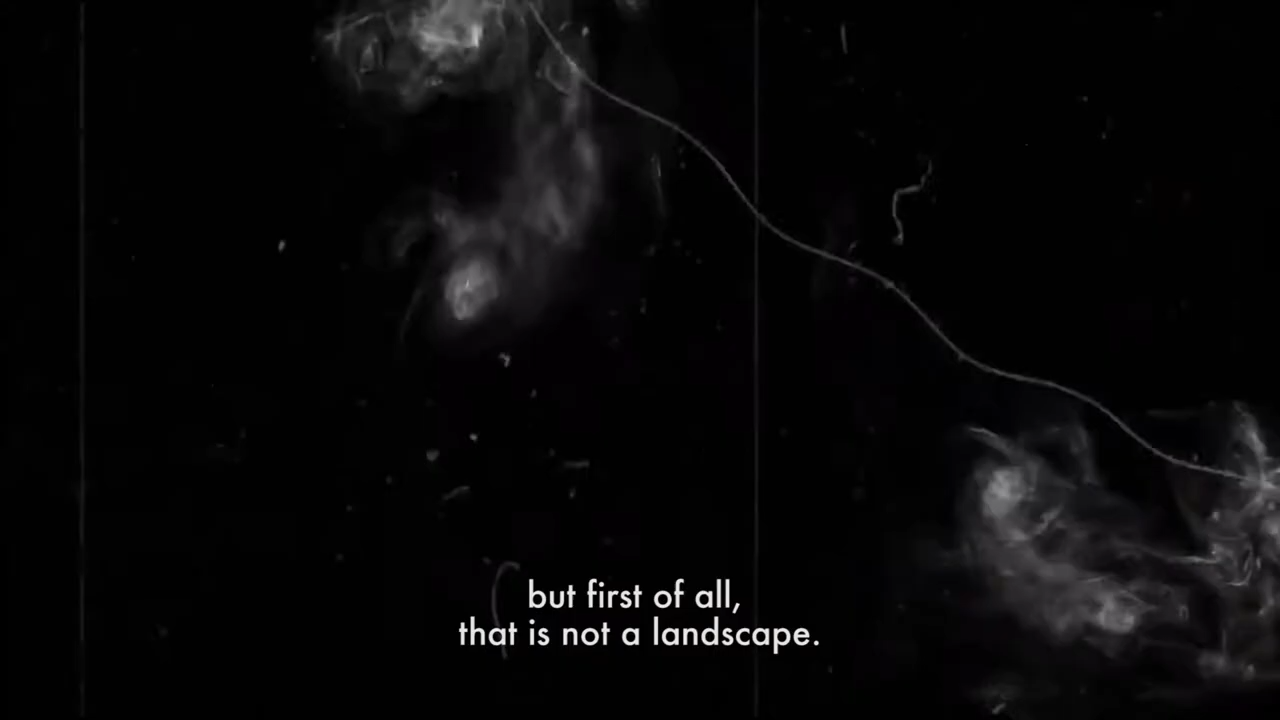 but first of all,
that is not a landscape.